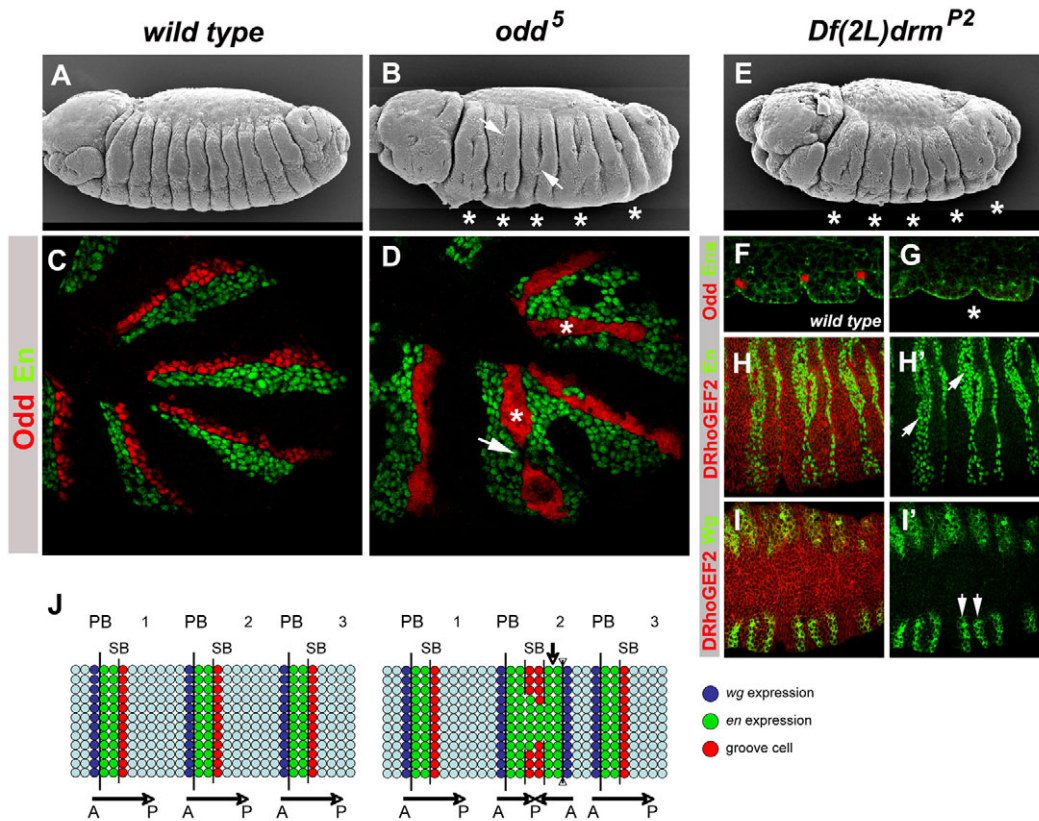 wild type
odd5
Df(2L)drmP2
A
B
E
* * * * *
* * * * *
Odd En
C
D
*
*
Odd Ena
F
wild type
G
*
DRhoGEF2 En
H
H'
DRhoGEF2 Wg
I
I'
J
PB 1 PB 2 PB 3
SB SB SB
A P A P A P
PB 1 PB 2 PB 3
SB SB SB
A P A P A A P
wg expression
en expression
groove cell